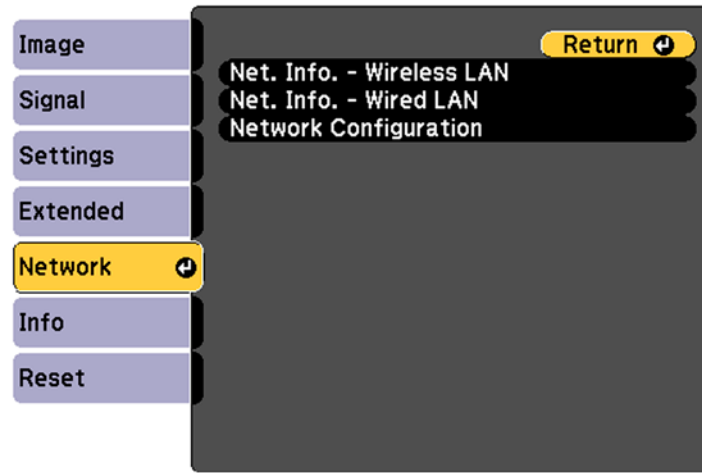 Image
Signal
Settings
Extended
Network
Info
Reset
Return
Net. Info. - Wireless LAN
Net. Info. - Wired LAN
Network Configuration